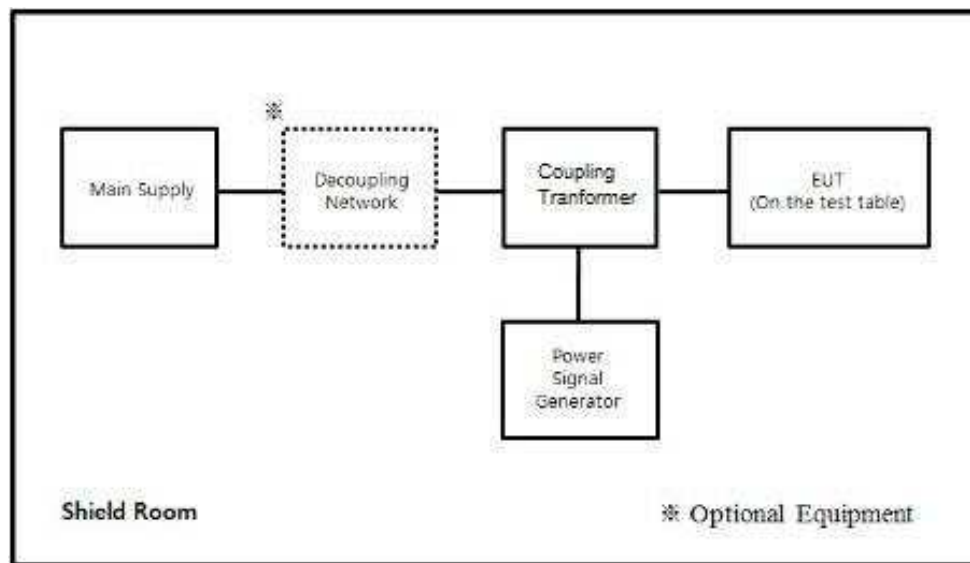 ※
Main Supply
Decoupling
Network
Coupling
Tranformer
EUT
(On the test table)
Power
Signal
Generator
Shield Room
※ Optional Equipment